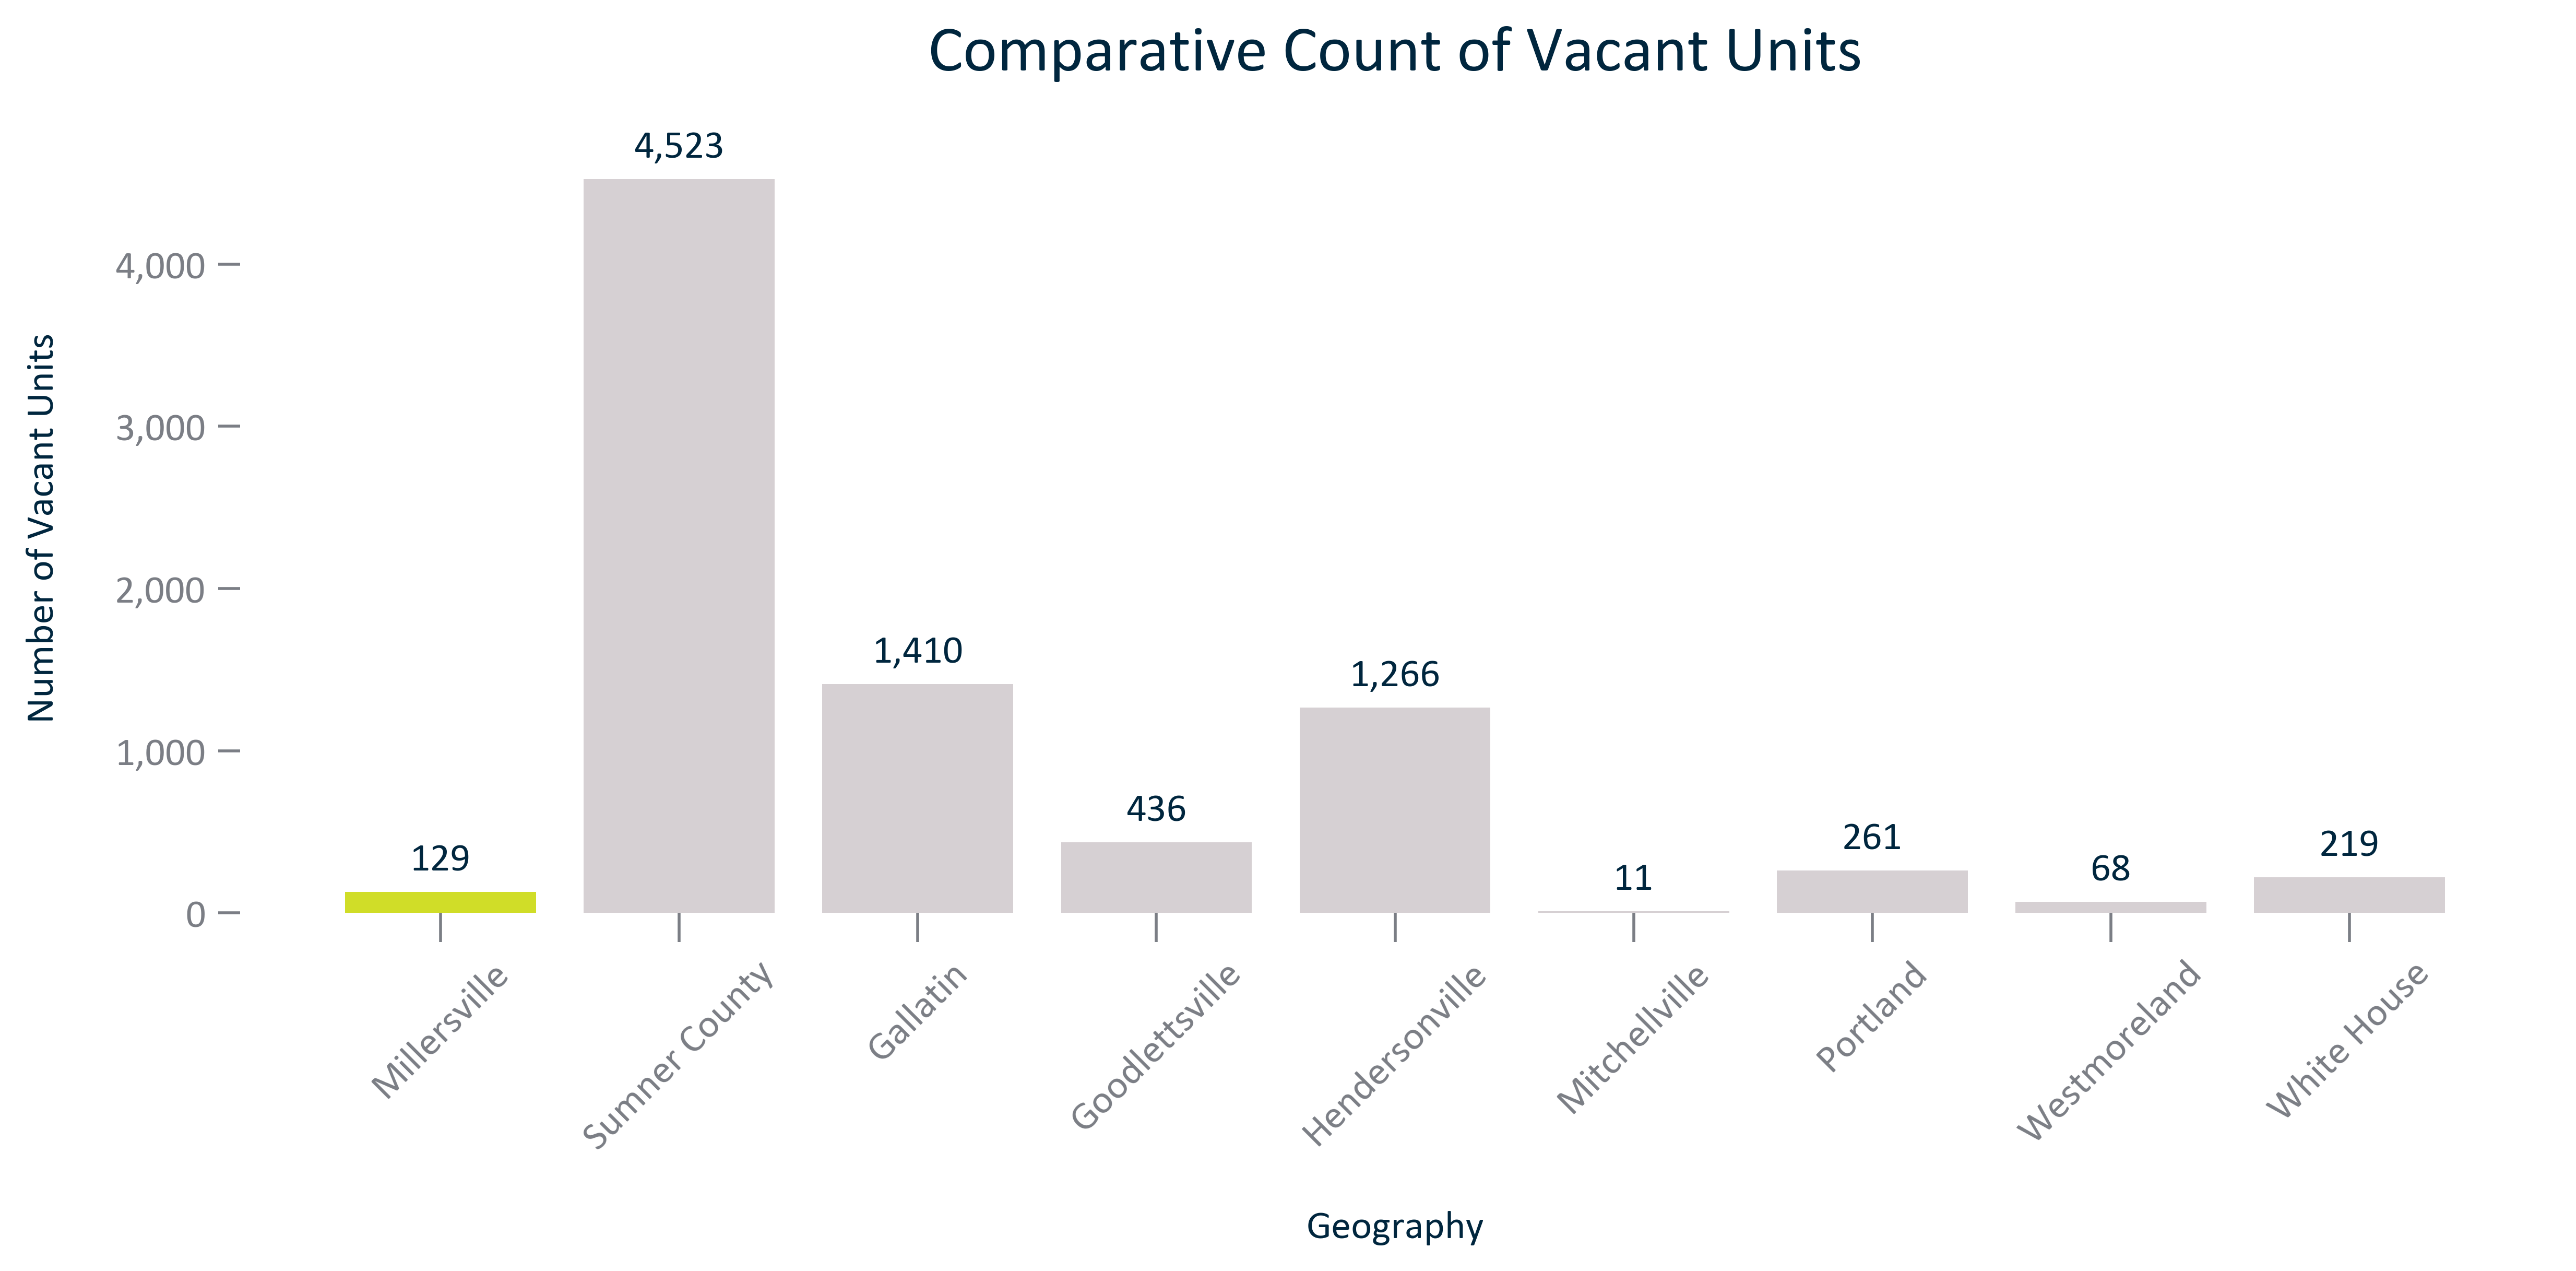 Comparative Count of Vacant Units
Number of Vacant Units
4,000
3,000
2,000
1,000
0
129
4,523
1,410
436
1,266
11
261
68
219
Millersville
Sumner County
Gallatin
Goodlettsville
Hendersonville
Mitchellville
Portland
Westmoreland
White House
Geography